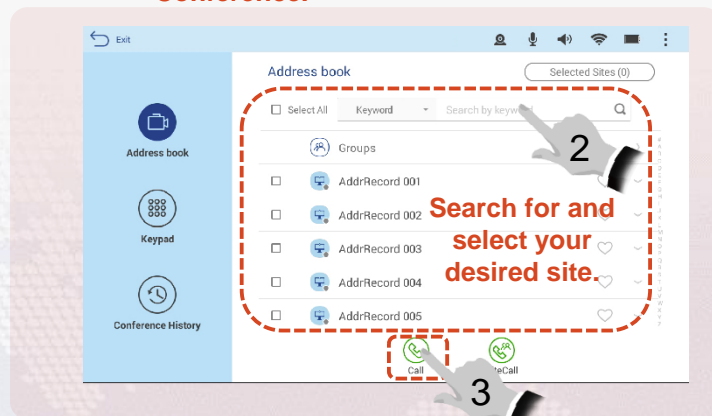 Conference.
Exit
Address book
Selected Sites (0)
Select All
Keyword
Search by keyword
2
Address book
Groups
AddrRecord 001
AddrRecord 002
Search for and
select your
desired site.
Keypad
AddrRecord 003
AddrRecord 004
AddrRecord 005
Conference History
Call
3